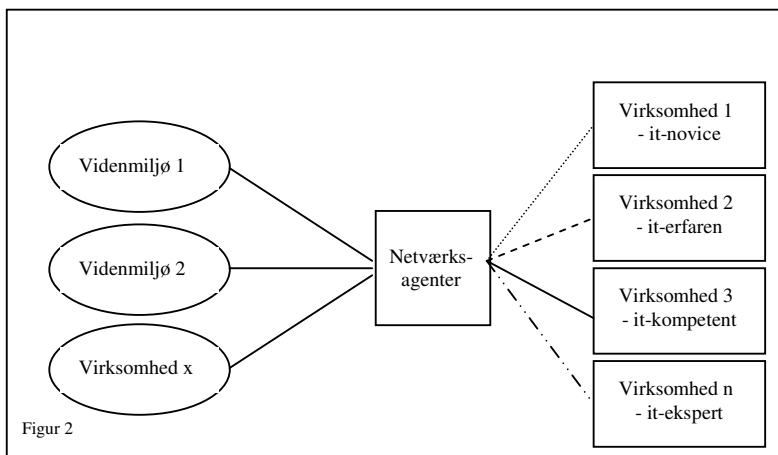 Videnmiljø 1
Videnmiljø 2
Virksomhed x
Netværks-
agenter
Virksomhed 1
- it-novice
Virksomhed 2
- it-erfaren
Virksomhed 3
- it-kompetent
Virksomhed n
- it-ekspert
Figur 2